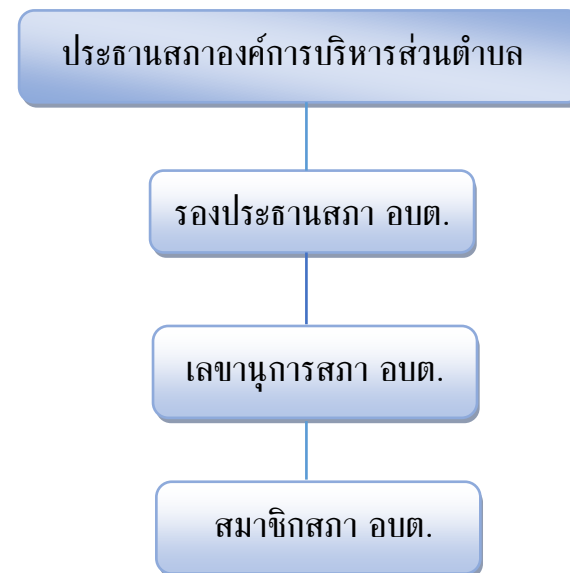 ประธานสภาองค์การบริหารส่วนตำบล
รองประธานสภา อบต.
เลขานุการสภา อบต.
สมาชิกสภา อบต.